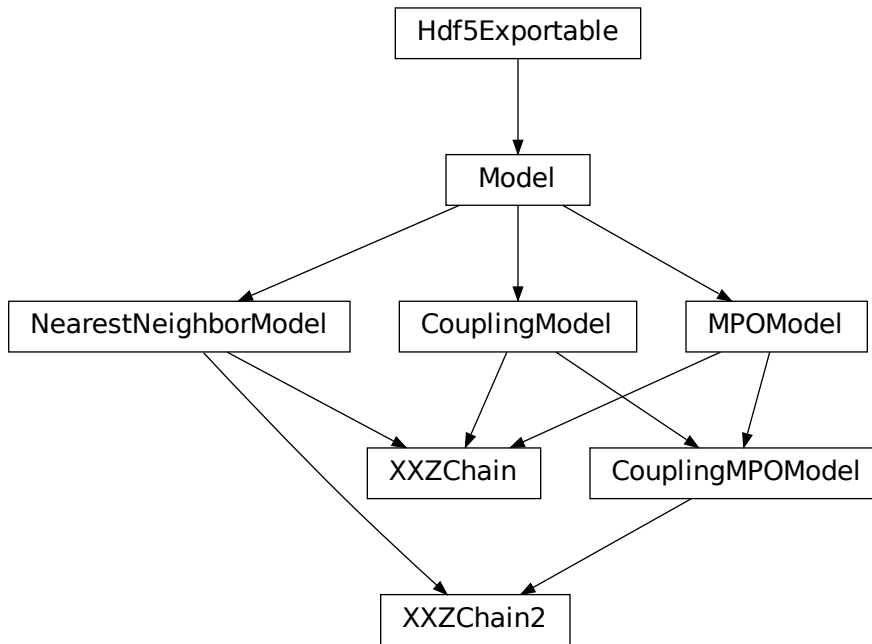 Hdf5Exportable
Model
NearestNeighborModel
CouplingModel
MPOModel
XXZChain
CouplingMPOModel
XXZChain2